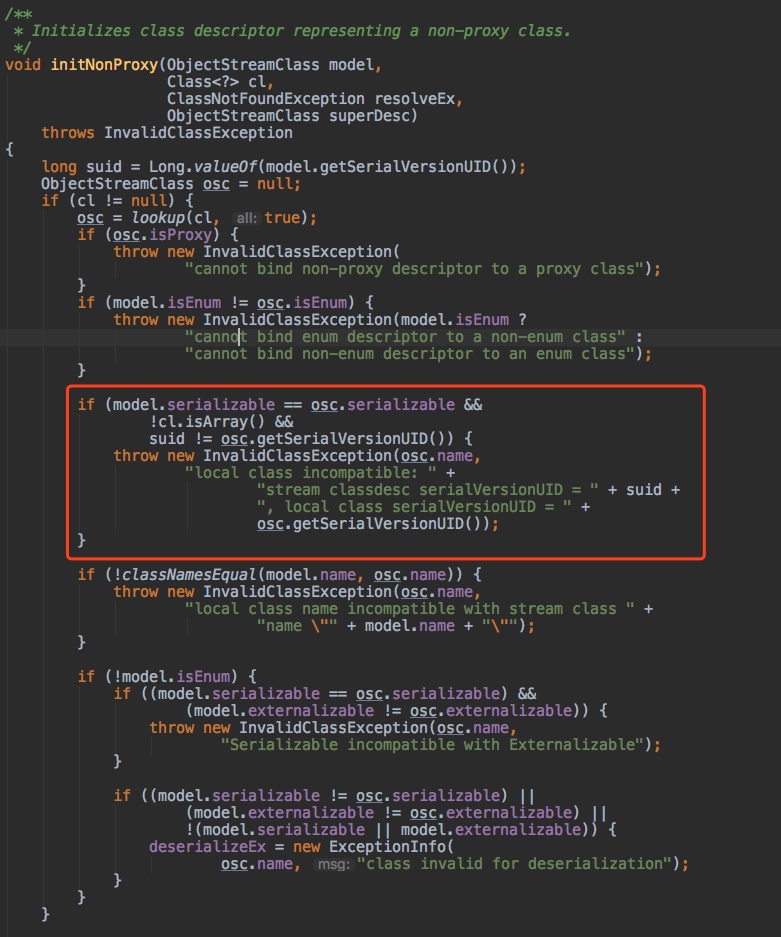 /**
 * Initializes class descriptor representing a non-proxy class.
 */
void initNonProxy(ObjectStreamClass model,
                  Class<?> cl,
                  ClassNotFoundException resolveEx,
                  ObjectStreamClass superDesc)
    throws InvalidClassException
{
    long suid = Long.valueOf(model.getSerialVersionUID());
    ObjectStreamClass osc = null;
    if (cl != null) {
        osc = lookup(cl, all: true);
        if (osc.isProxy) {
            throw new InvalidClassException(
                    "cannot bind non-proxy descriptor to a proxy class");
        }
        if (model.isEnum != osc.isEnum) {
            throw new InvalidClassException(model.isEnum ?
                    "cannot bind enum descriptor to a non-enum class" :
                    "cannot bind non-enum descriptor to an enum class");
        }
        if (model.serializable == osc.serializable &&
                !cl.isArray() &&
                suid != osc.getSerialVersionUID()) {
            throw new InvalidClassException(osc.name,
                    "local class incompatible: " +
                            "stream classdesc serialVersionUID = " + suid +
                            ", local class serialVersionUID = " +
                            osc.getSerialVersionUID());
        }
        if (!classNamesEqual(model.name, osc.name)) {
            throw new InvalidClassException(osc.name,
                    "local class name incompatible with stream class " +
                            "name \"" + model.name + "\"");
        }
        if (!model.isEnum) {
            if ((model.serializable == osc.serializable) &&
                    (model.externalizable != osc.externalizable)) {
                throw new InvalidClassException(osc.name,
                        "Serializable incompatible with Externalizable");
            }
            if ((model.serializable != osc.serializable) ||
                    (model.externalizable != osc.externalizable) ||
                    !(model.serializable || model.externalizable)) {
                deserializeEx = new ExceptionInfo(
                        osc.name, msg: "class invalid for deserialization");
            }
        }
    }